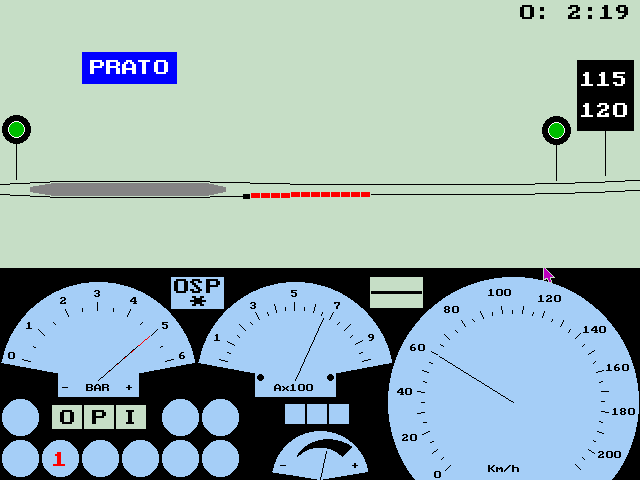 O: 2:19
PRATO
115
120
OSP
*
0 1 2 3 4 5 6
- BAR +
1 3 5 7 9
Ax100
0 20 40 60 80 100 120 140 160 180 200
Km/h
O P I
1
- +